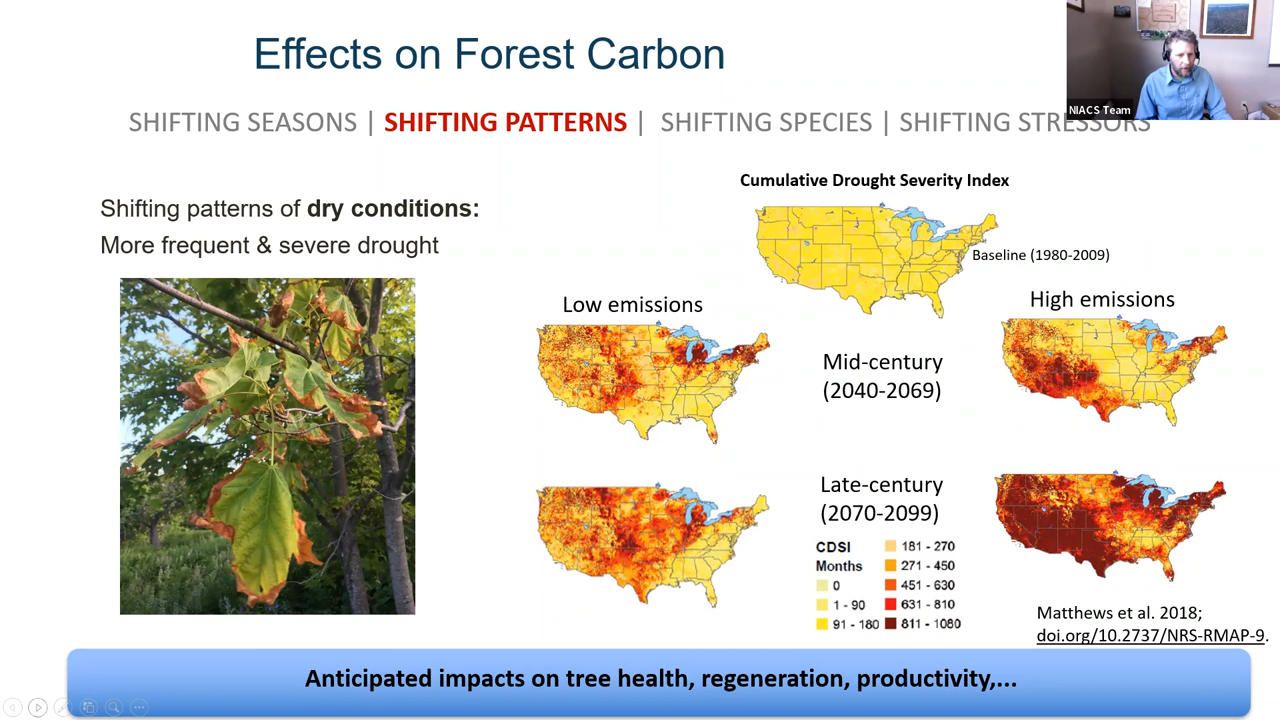 Effects on Forest Carbon
NIACS Team
SHIFTING SEASONS | SHIFTING PATTERNS | SHIFTING SPECIES | SHIFTING STRESSORS
Shifting patterns of dry conditions:
More frequent & severe drought
Cumulative Drought Severity Index
Baseline (1980-2009)
Low emissions
High emissions
Mid-century
(2040-2069)
Late-century
(2070-2099)
CDSI
Months
0
1 - 90
91 - 180
181 - 270
271 - 450
451 - 630
631 - 810
811 - 1080
Matthews et al. 2018;
doi.org/10.2737/NRS-RMAP-9.
Anticipated impacts on tree health, regeneration, productivity,...